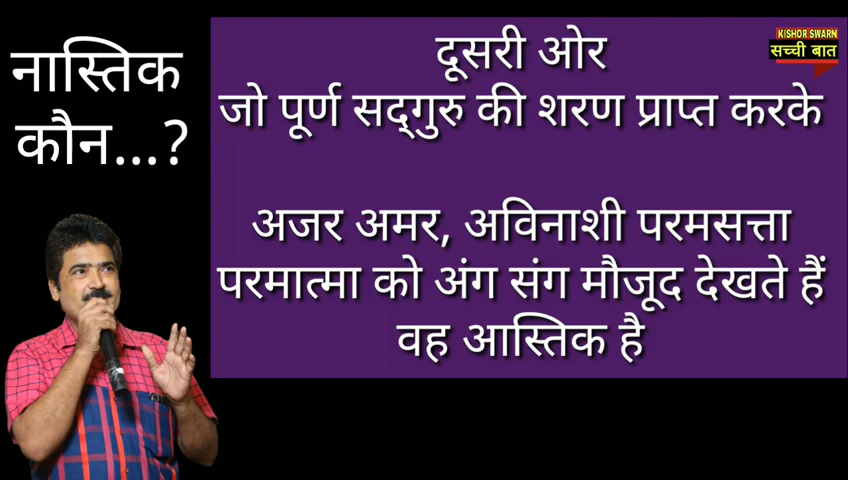 नास्तिक
कौन...?
दूसरी ओर
जो पूर्ण सद्‌गुरु की शरण प्राप्त करके
अजर अमर, अविनाशी परमसत्ता
परमात्मा को अंग संग मौजूद देखते हैं
वह आस्तिक है
KISHOR SWARN
सच्ची बात